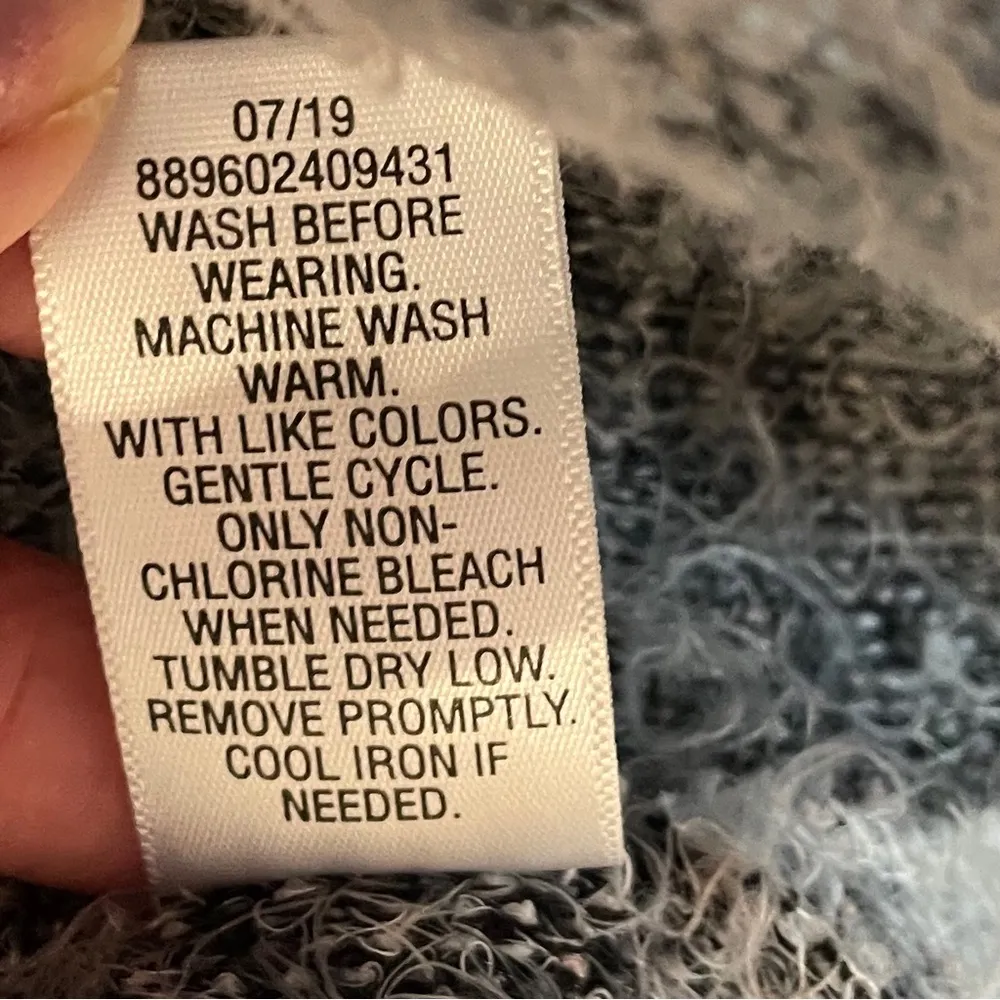 07/19
889602409431
WASH BEFORE
WEARING.
MACHINE WASH
WARM.
WITH LIKE COLORS.
GENTLE CYCLE.
ONLY NON-
CHLORINE BLEACH
WHEN NEEDED.
TUMBLE DRY LOW.
REMOVE PROMPTLY.
COOL IRON IF
NEEDED.